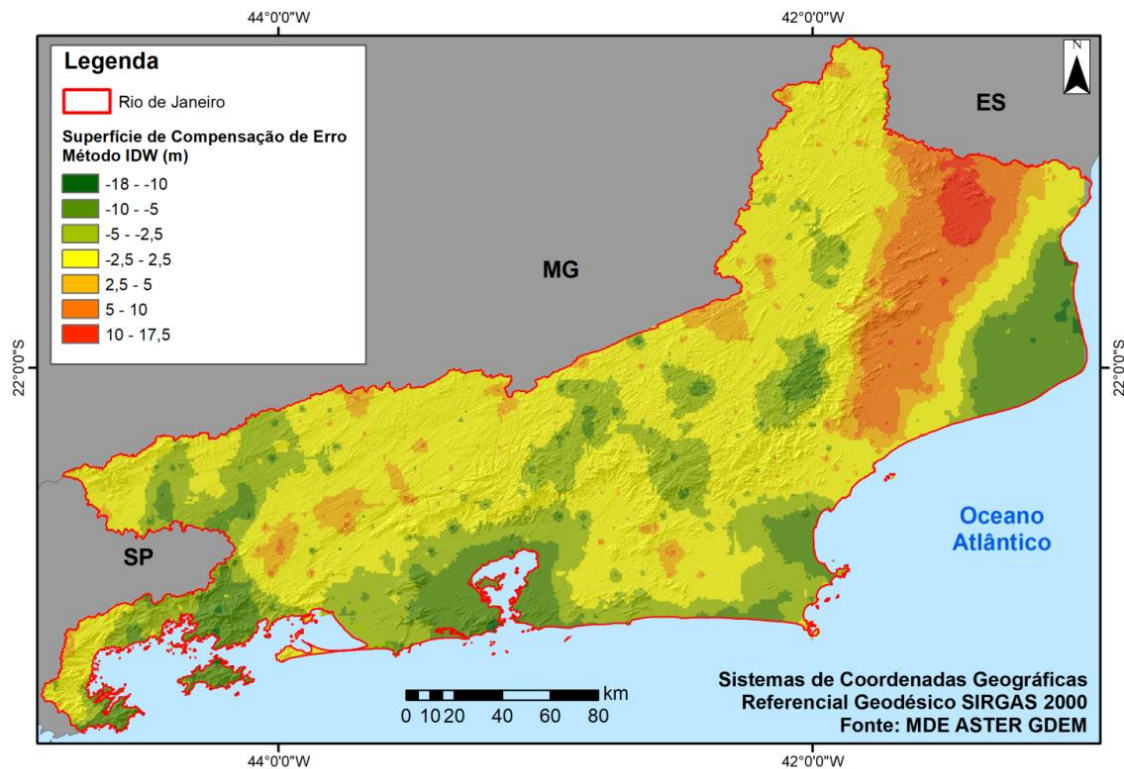 44°0'0"W
42°0'0"W
Legenda
Rio de Janeiro
Superfície de Compensação de Erro
Método IDW (m)
-18 - -10
-10 - -5
-5 - -2,5
-2,5 - 2,5
2,5 - 5
5 - 10
10 - 17,5
N
ES
MG
22°0'0"S
22°0'0"S
SP
Oceano
Atlântico
km
0 10 20 40 60 80
Sistemas de Coordenadas Geográficas
Referencial Geodésico SIRGAS 2000
Fonte: MDE ASTER GDEM
44°0'0"W
42°0'0"W